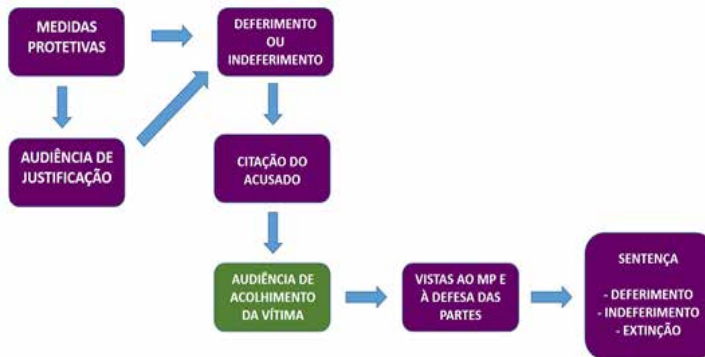 MEDIDAS
PROTETIVAS
DEFERIMENTO
OU
INDEFERIMENTO
AUDIÊNCIA DE
JUSTIFICAÇÃO
CITAÇÃO DO
ACUSADO
AUDIÊNCIA DE
ACOLHIMENTO
DA VÍTIMA
VISTAS AO MP E
À DEFESA DAS
PARTES
SENTENÇA
- DEFERIMENTO
- INDEFERIMENTO
- EXTINÇÃO